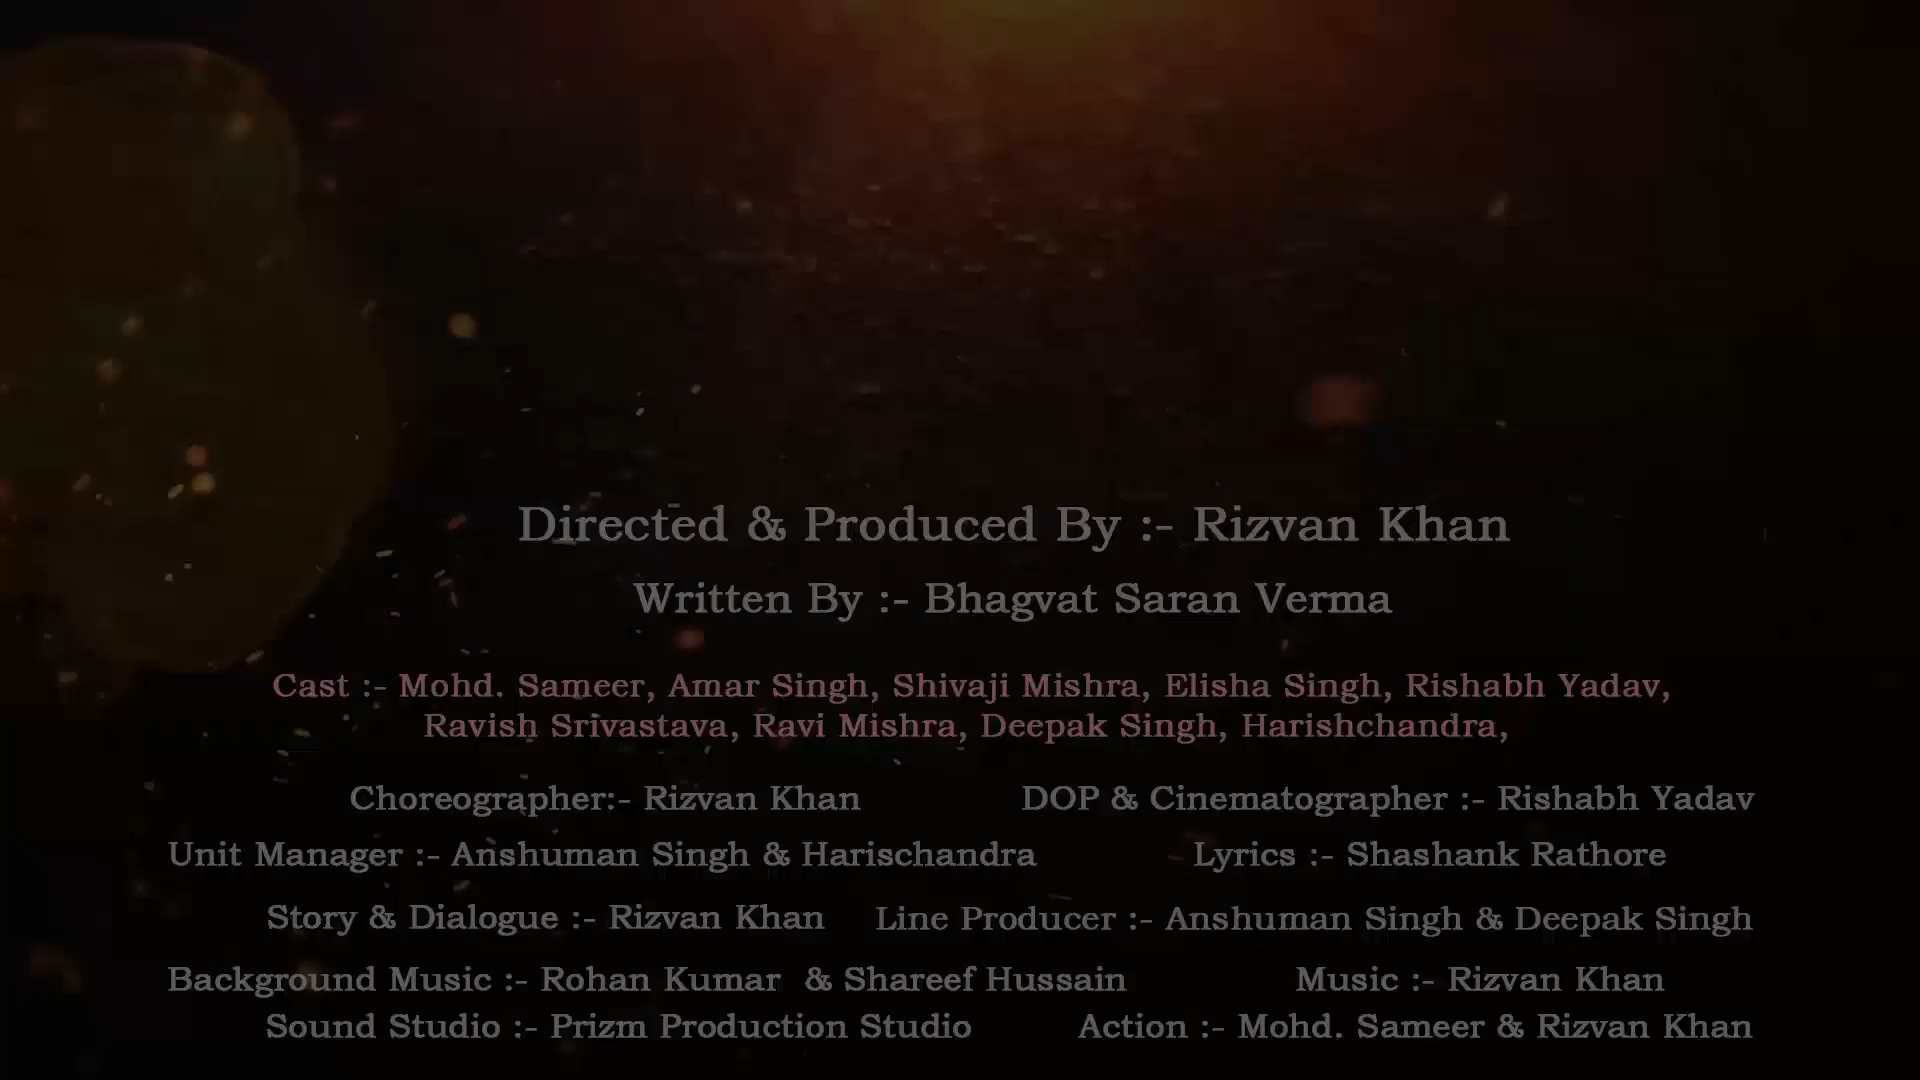 Directed & Produced By :- Rizvan Khan
Written By :- Bhagvat Saran Verma
Cast :- Mohd. Sameer, Amar Singh, Shivaji Mishra, Elisha Singh, Rishabh Yadav,
Ravish Srivastava, Ravi Mishra, Deepak Singh, Harishchandra,
Choreographer:- Rizvan Khan DOP & Cinematographer :- Rishabh Yadav
Unit Manager :- Anshuman Singh & Harischandra Lyrics :- Shashank Rathore
Story & Dialogue :- Rizvan Khan Line Producer :- Anshuman Singh & Deepak Singh
Background Music :- Rohan Kumar & Shareef Hussain Music :- Rizvan Khan
Sound Studio :- Prizm Production Studio Action :- Mohd. Sameer & Rizvan Khan